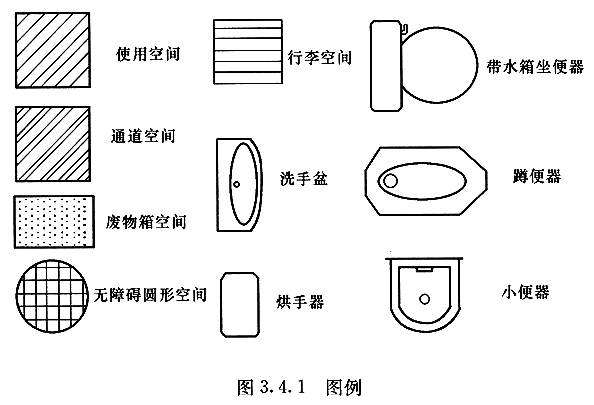 使用空间
行李空间
带水箱坐便器
通道空间
洗手盆
蹲便器
废物箱空间
无障碍圆形空间
烘手器
小便器
图 3.4.1 图例